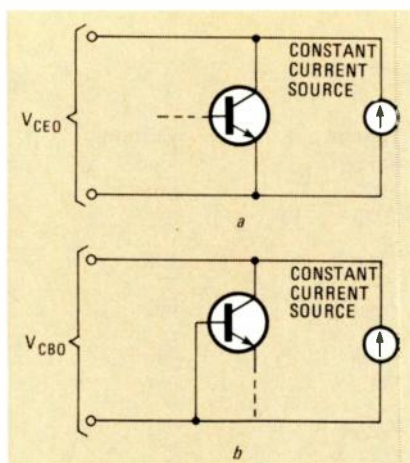 CONSTANT
CURRENT
SOURCE
VCEO
a
CONSTANT
CURRENT
SOURCE
VCBO
b